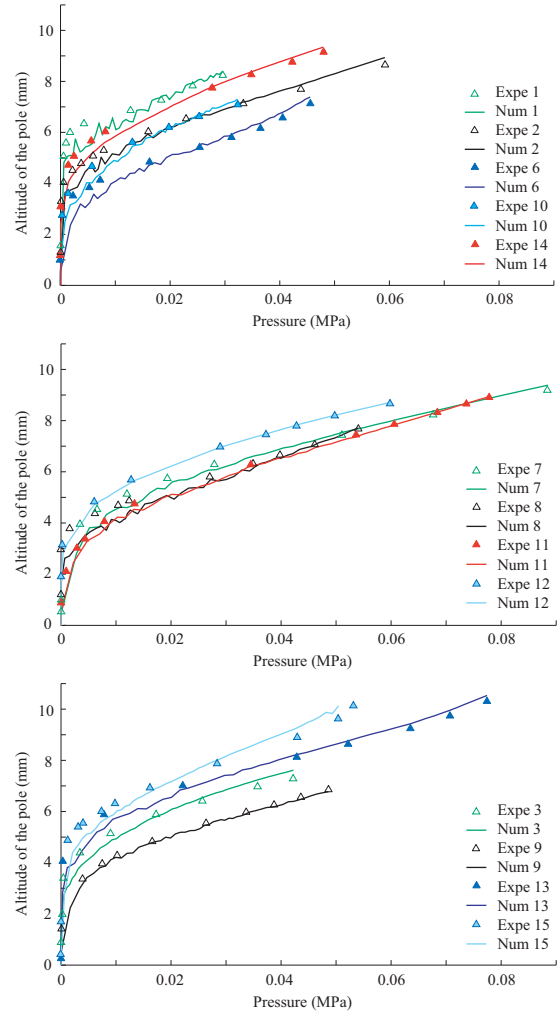 10
8
6
4
2
0
Altitude of the pole (mm)
0
0.02
0.04
0.06
0.08
Pressure (MPa)
Expe 1
Num 1
Expe 2
Num 2
Expe 6
Num 6
Expe 10
Num 10
Expe 14
Num 14
10
8
6
4
2
0
Altitude of the pole (mm)
0
0.02
0.04
0.06
0.08
Pressure (MPa)
Expe 7
Num 7
Expe 8
Num 8
Expe 11
Num 11
Expe 12
Num 12
10
8
6
4
2
0
Altitude of the pole (mm)
0
0.02
0.04
0.06
0.08
Pressure (MPa)
Expe 3
Num 3
Expe 9
Num 9
Expe 13
Num 13
Expe 15
Num 15